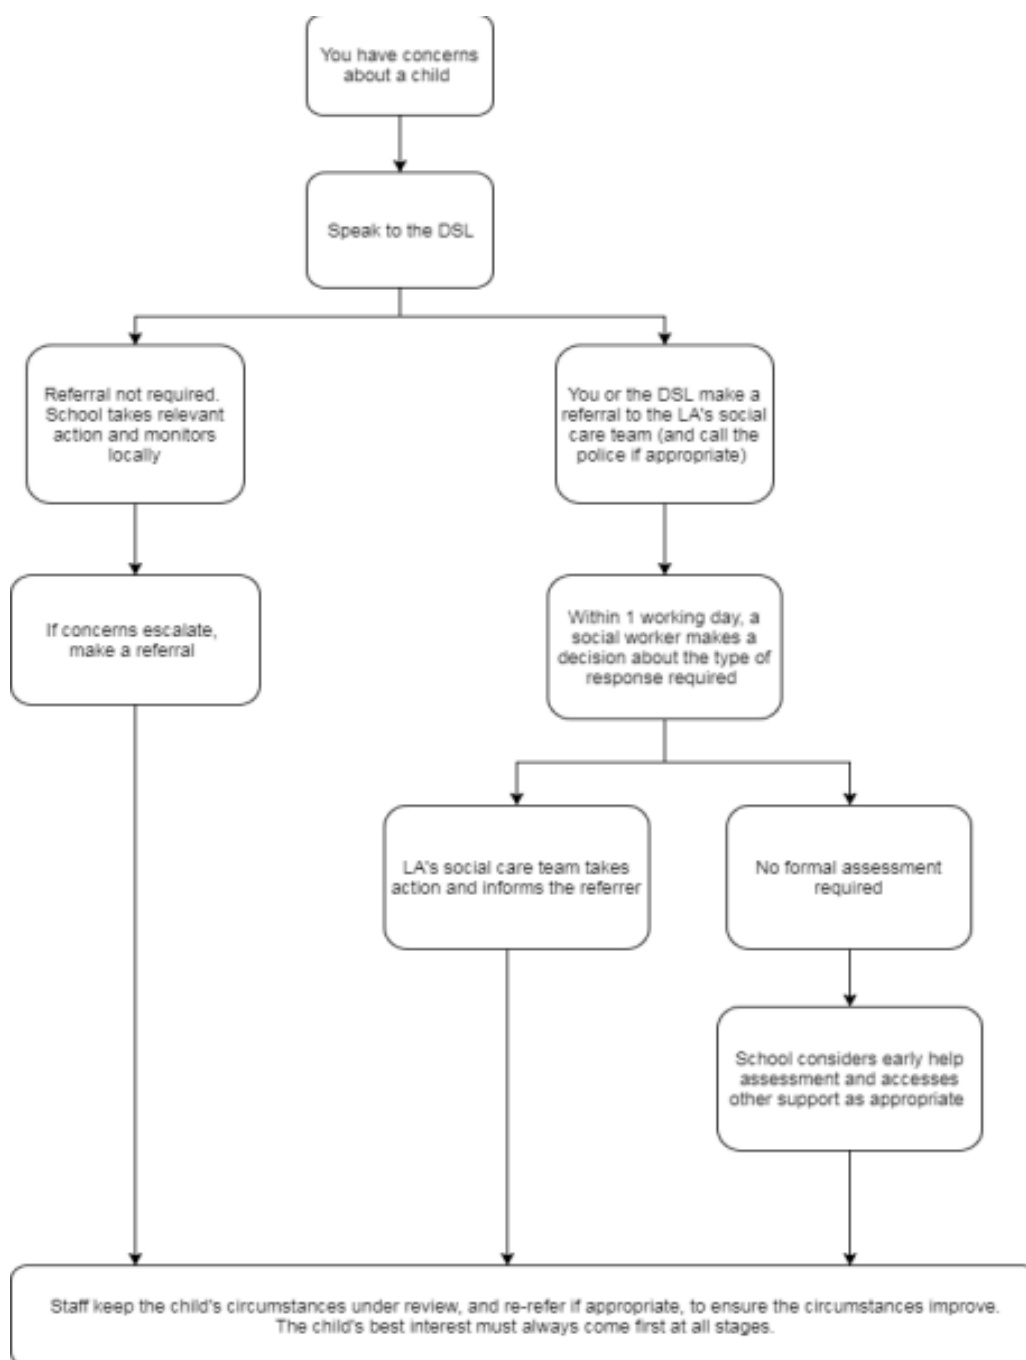 You have concerns
about a child
Speak to the DSL
Referral not required.
School takes relevant
action and monitors
locally
You or the DSL make a
referral to the LA's social
care team (and call the
police if appropriate)
If concerns escalate,
make a referral
Within 1 working day, a
social worker makes a
decision about the type of
response required
LA's social care team takes
action and informs the referrer
No formal assessment
required
School considers early help
assessment and accesses
other support as appropriate
Staff keep the child's circumstances under review, and re-refer if appropriate, to ensure the circumstances improve.
The child's best interest must always come first at all stages.